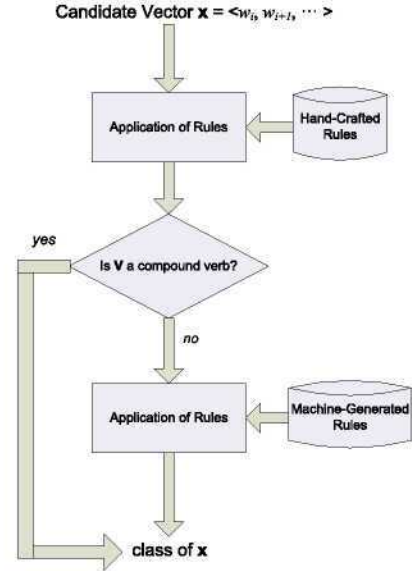 Candidate Vector x = <wi, wi+1, ⋯ >
Application of Rules
Hand-Crafted
Rules
yes
Is V a compound verb?
no
Application of Rules
Machine-Generated
Rules
class of x